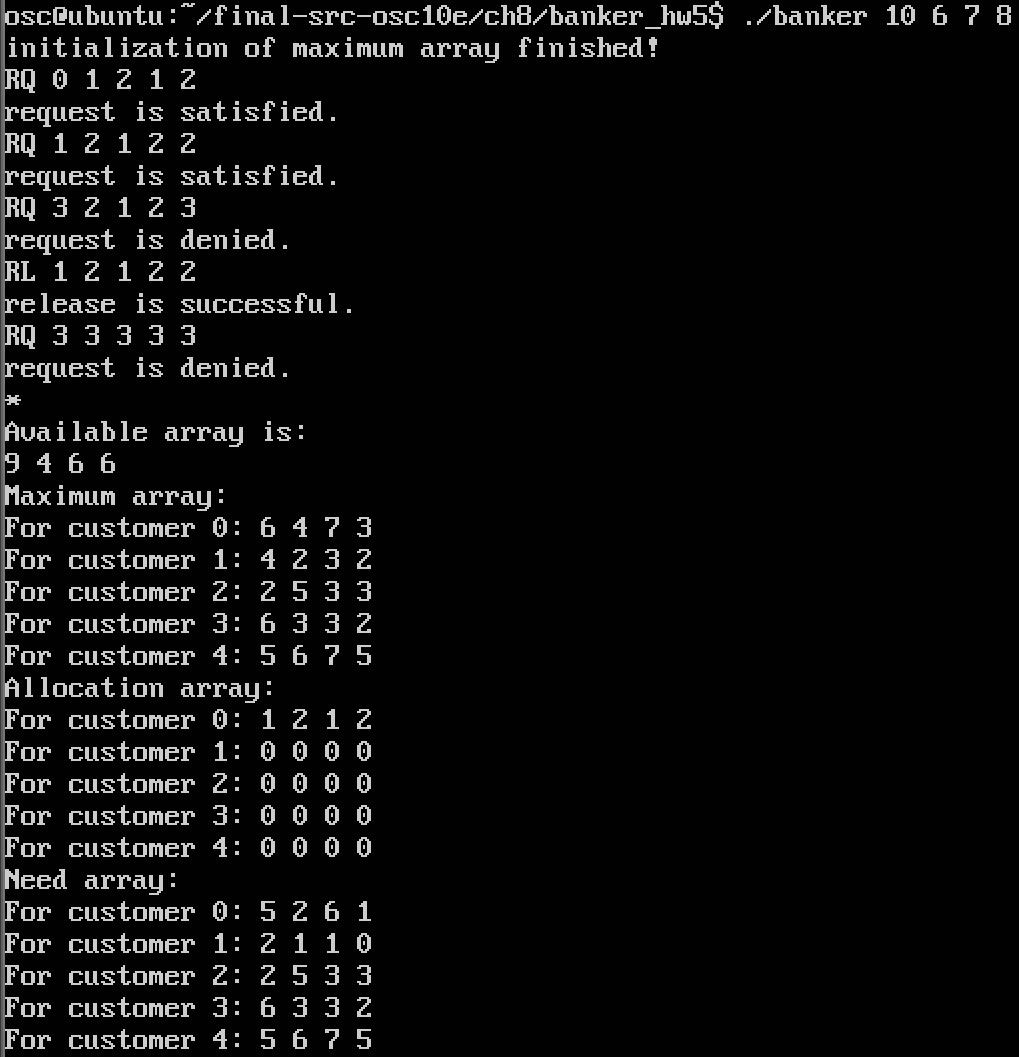 osc@ubuntu:~/final-src-osc10e/ch8/banker_hw5$ ./banker 10 6 7 8
initialization of maximum array finished!
RQ 0 1 2 1 2
request is satisfied.
RQ 1 2 1 2 2
request is satisfied.
RQ 3 2 1 2 3
request is denied.
RL 1 2 1 2 2
release is successful.
RQ 3 3 3 3 3
request is denied.
*
Available array is:
9 4 6 6
Maximum array:
For customer 0: 6 4 7 3
For customer 1: 4 2 3 2
For customer 2: 2 5 3 3
For customer 3: 6 3 3 2
For customer 4: 5 6 7 5
Allocation array:
For customer 0: 1 2 1 2
For customer 1: 0 0 0 0
For customer 2: 0 0 0 0
For customer 3: 0 0 0 0
For customer 4: 0 0 0 0
Need array:
For customer 0: 5 2 6 1
For customer 1: 2 1 1 0
For customer 2: 2 5 3 3
For customer 3: 6 3 3 2
For customer 4: 5 6 7 5